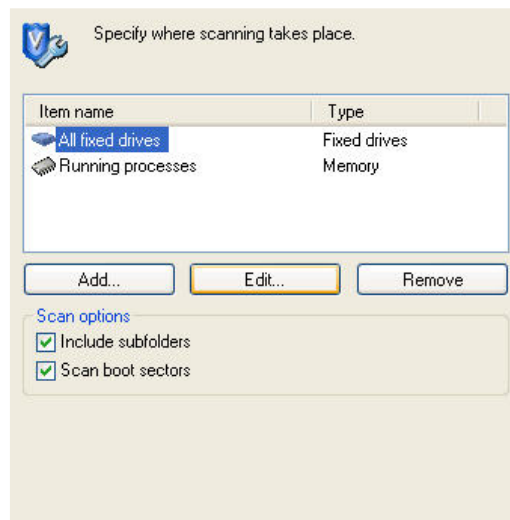 Specify where scanning takes place.
Item name Type
All fixed drives Fixed drives
Running processes Memory
Add... Edit... Remove
Scan options
Include subfolders
Scan boot sectors